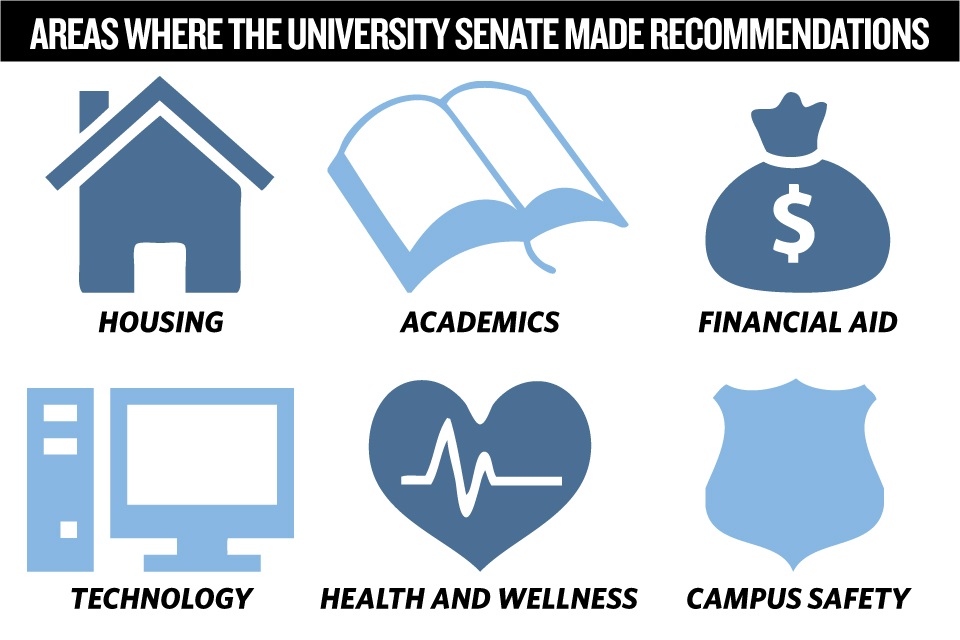 AREAS WHERE THE UNIVERSITY SENATE MADE RECOMMENDATIONS
$
HOUSING
ACADEMICS
FINANCIAL AID
TECHNOLOGY
HEALTH AND WELLNESS
CAMPUS SAFETY